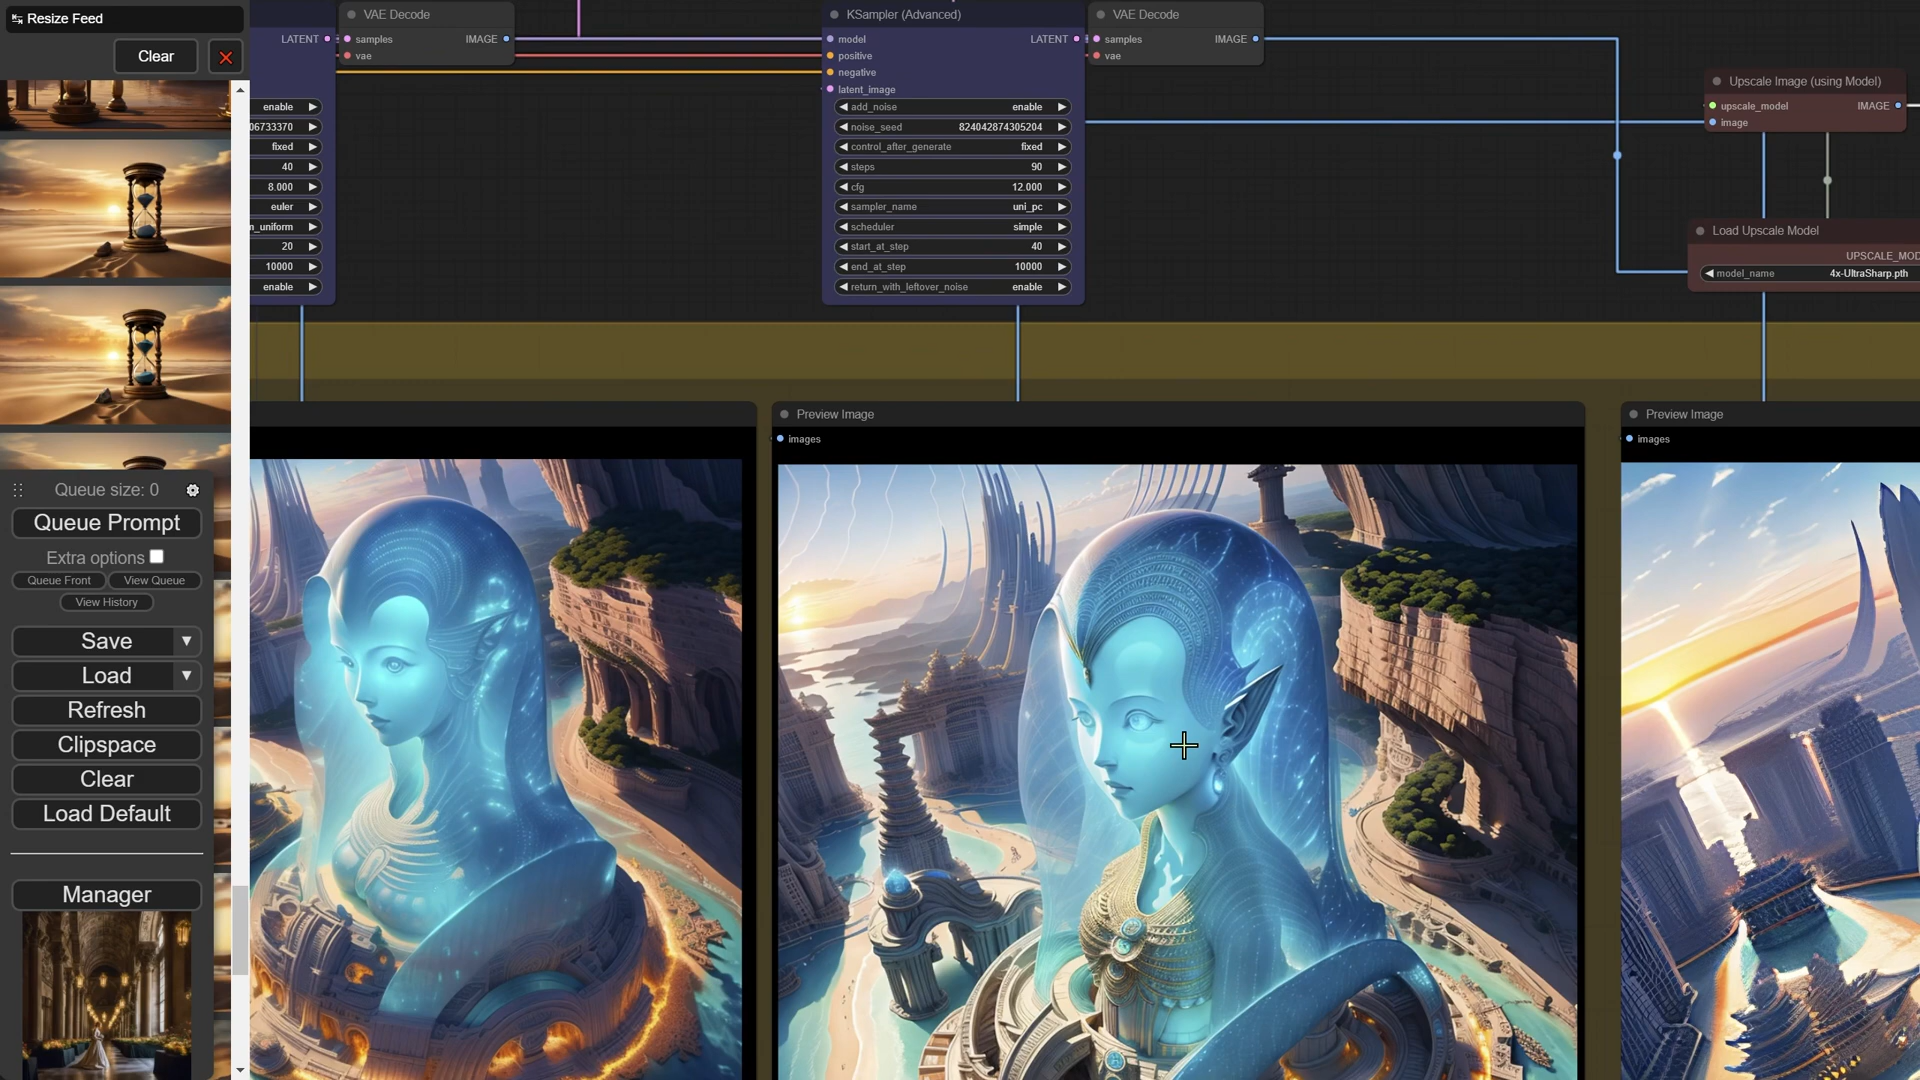 Resize Feed
Clear
Queue size: 0
Queue Prompt
Extra options
Queue Front
View Queue
View History
Save
Load
Refresh
Clipspace
Clear
Load Default
Manager
LATENT
enable
06733370
fixed
40
8.000
euler
n_uniform
20
10000
enable
VAE Decode
samples IMAGE
vae
KSampler (Advanced)
model LATENT
positive
negative
latent_image
add_noise enable
noise_seed 824042874305204
control_after_generate fixed
steps 90
cfg 12.000
sampler_name uni_pc
scheduler simple
start_at_step 40
end_at_step 10000
return_with_leftover_noise enable
VAE Decode
samples IMAGE
vae
Upscale Image (using Model)
upscale_model IMAGE
image
Load Upscale Model
UPSCALE_MOD
model_name 4x-UltraSharp.pth
Preview Image
images
Preview Image
images